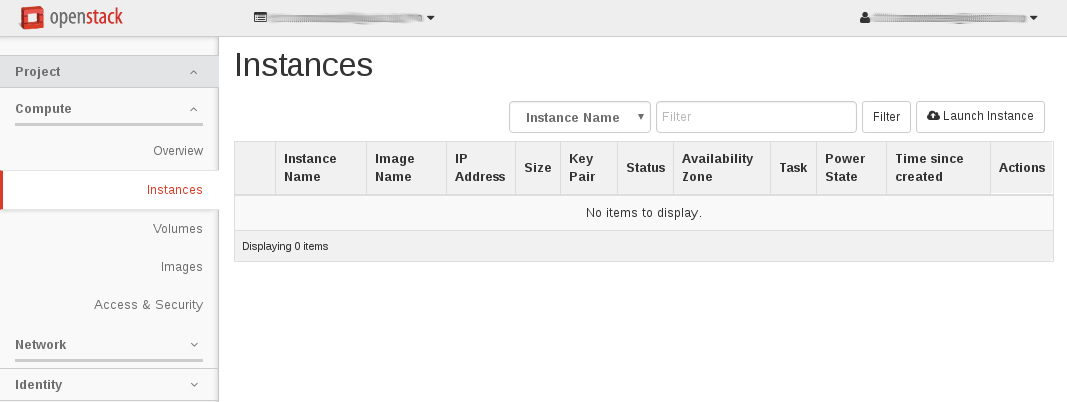 openstack
Project
Compute
Overview
Instances
Volumes
Images
Access & Security
Network
Identity
Instances
Instance Name Filter Filter Launch Instance
Instance Name Image Name IP Address Size Key Pair Status Availability Zone Task Power State Time since created Actions
No items to display.
Displaying 0 items